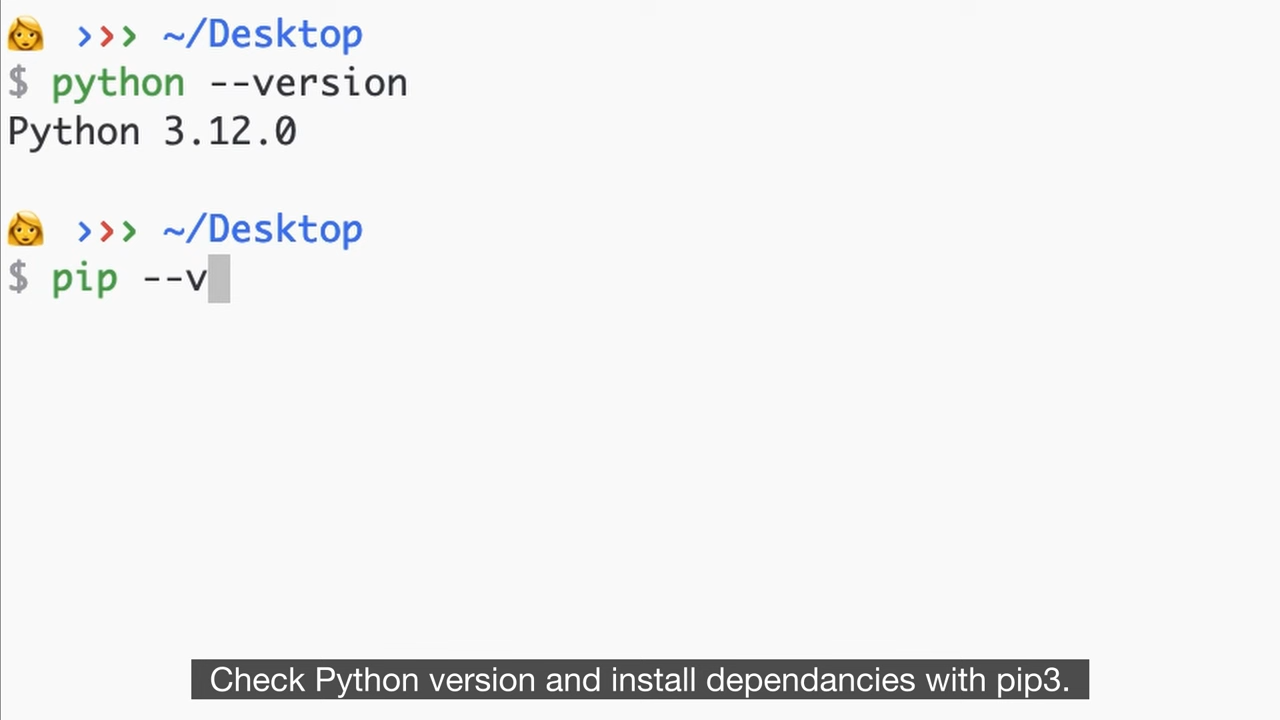 ››› ~/Desktop
$ python --version
Python 3.12.0
››› ~/Desktop
$ pip --v
Check Python version and install dependancies with pip3.